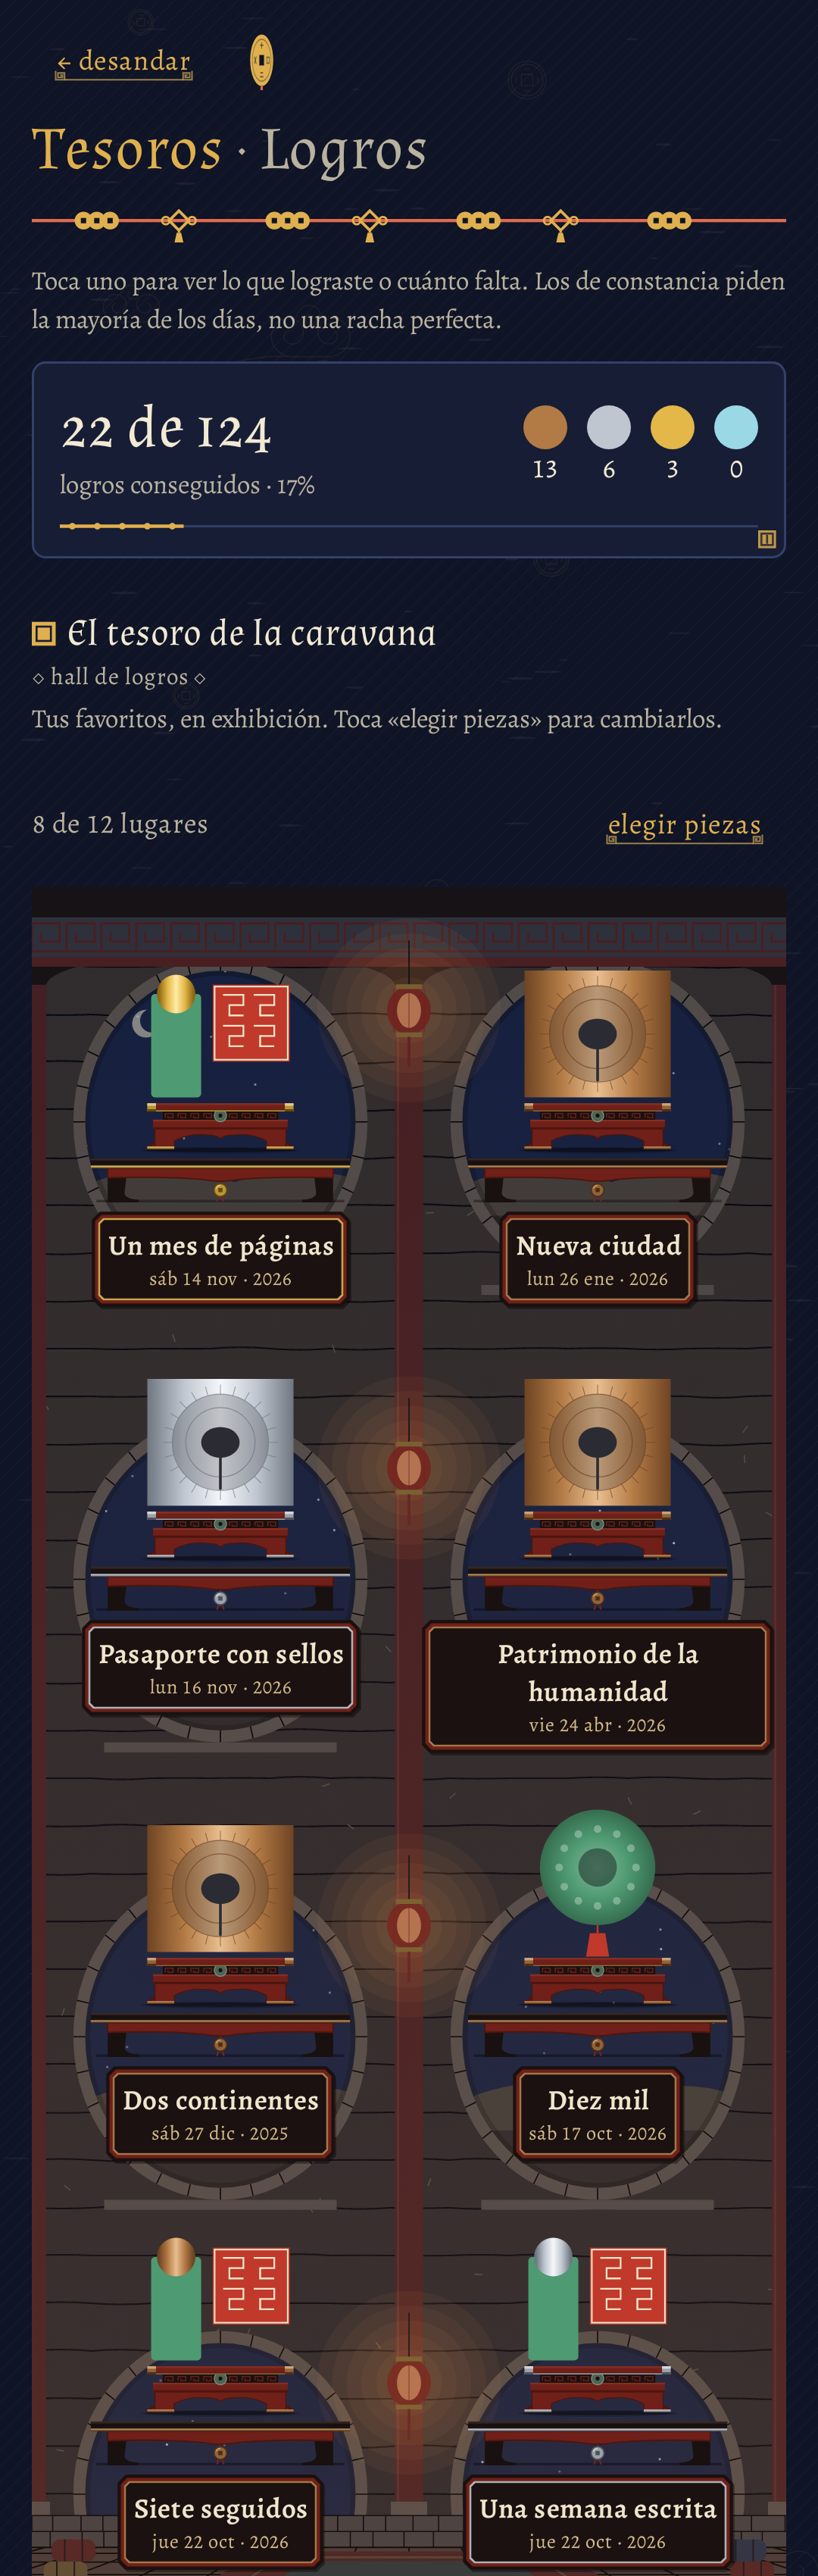 ← desandar
Tesoros · Logros
Toca uno para ver lo que lograste o cuánto falta. Los de constancia piden
la mayoría de los días, no una racha perfecta.
22 de 124
logros conseguidos · 17%
13 6 3 0
El tesoro de la caravana
◇ hall de logros ◇
Tus favoritos, en exhibición. Toca «elegir piezas» para cambiarlos.
8 de 12 lugares
elegir piezas
Un mes de páginas
sáb 14 nov · 2026
Nueva ciudad
lun 26 ene · 2026
Pasaporte con sellos
lun 16 nov · 2026
Patrimonio de la
humanidad
vie 24 abr · 2026
Dos continentes
sáb 27 dic · 2025
Diez mil
sáb 17 oct · 2026
Siete seguidos
jue 22 oct · 2026
Una semana escrita
jue 22 oct · 2026